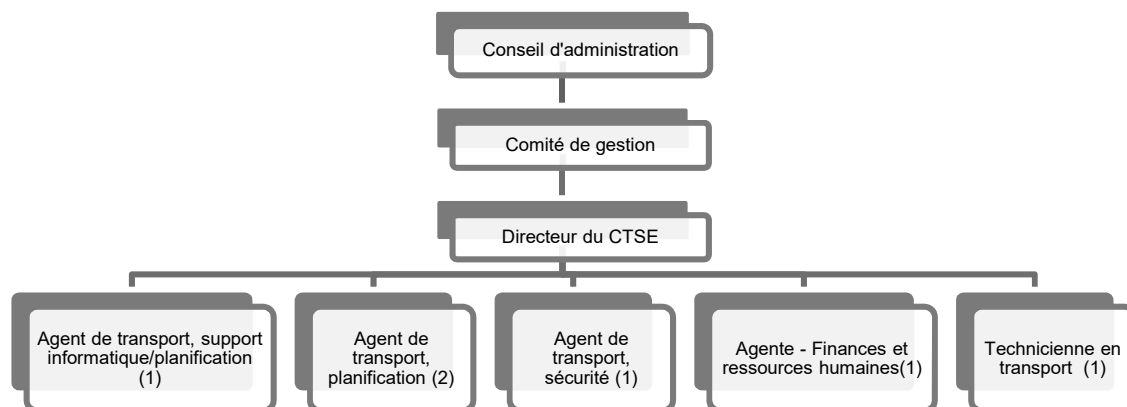 Conseil d'administration
Comité de gestion
Directeur du CTSE
Agent de transport, support
informatique/planification
(1)
Agent de
transport,
planification (2)
Agent de
transport,
sécurité (1)
Agente - Finances et
ressources humaines(1)
Technicienne en
transport (1)